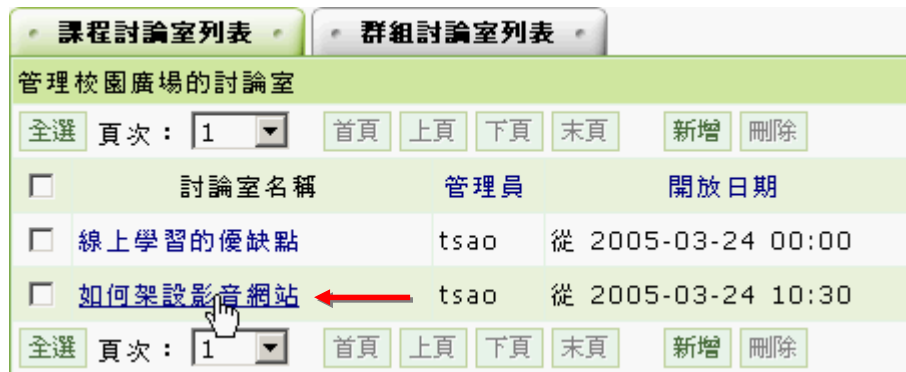 課程討論室列表 群組討論室列表
管理校園廣場的討論室
全選 頁次： 1 首頁 上頁 下頁 末頁 新增 刪除
討論室名稱 管理員 開放日期
線上學習的優缺點 tsao 從 2005-03-24 00:00
如何架設影音網站 tsao 從 2005-03-24 10:30
全選 頁次： 1 首頁 上頁 下頁 末頁 新增 刪除